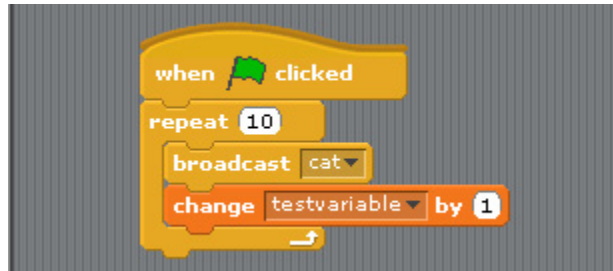 when clicked
repeat 10
broadcast cat
change testvariable by 1